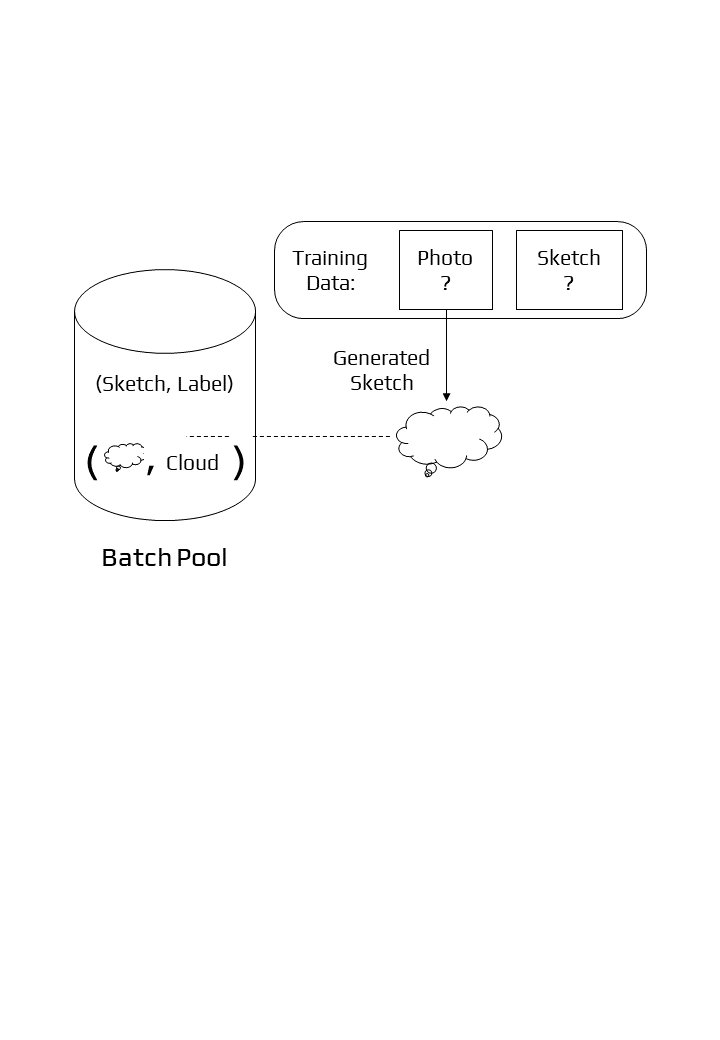 Training
Data:
Photo
?
Sketch
?
Generated
Sketch
(Sketch, Label)
( , Cloud )
Batch Pool